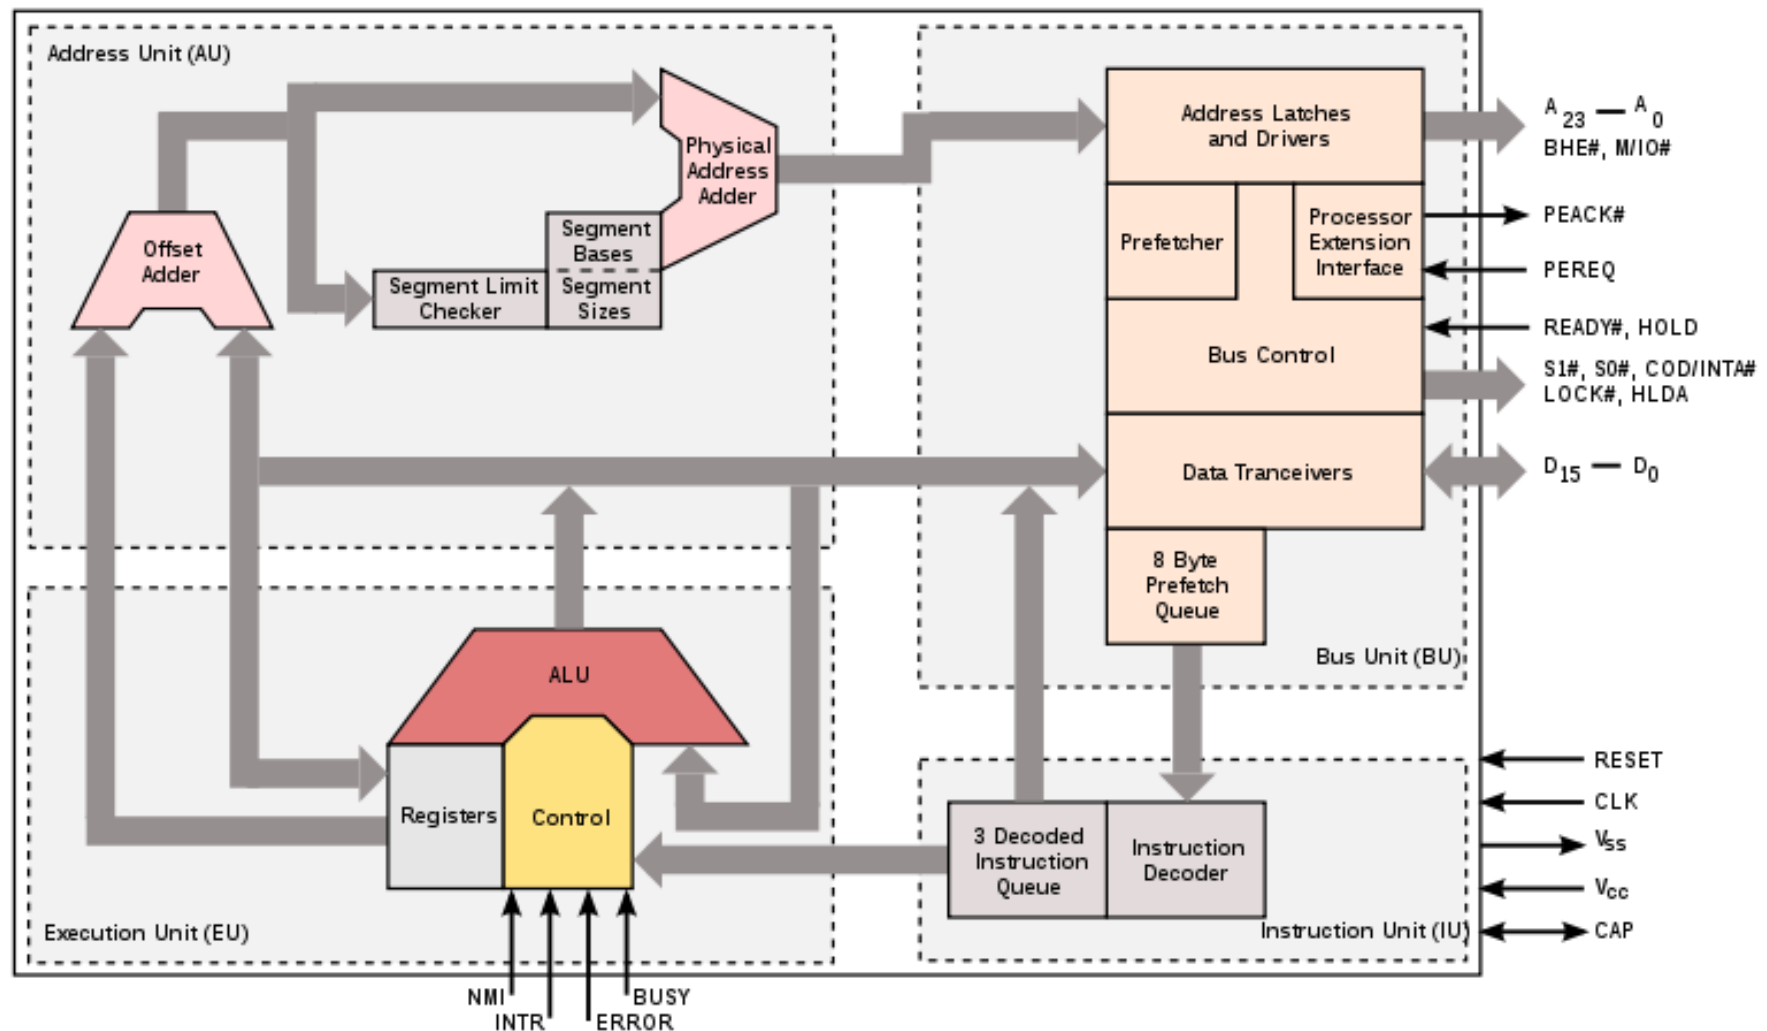 Address Unit (AU)
Physical
Address
Adder
Offset
Adder
Segment
Bases
Segment Limit
Checker
Segment
Sizes
Address Latches
and Drivers
Prefetcher
Processor
Extension
Interface
Bus Control
Data Tranceivers
8 Byte
Prefetch
Queue
Bus Unit (BU)
A23 — A0
BHE#, M/IO#
PEACK#
PEREQ
READY#, HOLD
S1#, S0#, COD/INTA#
LOCK#, HLDA
D15 — D0
ALU
Registers
Control
Execution Unit (EU)
3 Decoded
Instruction
Queue
Instruction
Decoder
Instruction Unit (IU)
RESET
CLK
Vss
Vcc
CAP
NMI
BUSY
INTR
ERROR